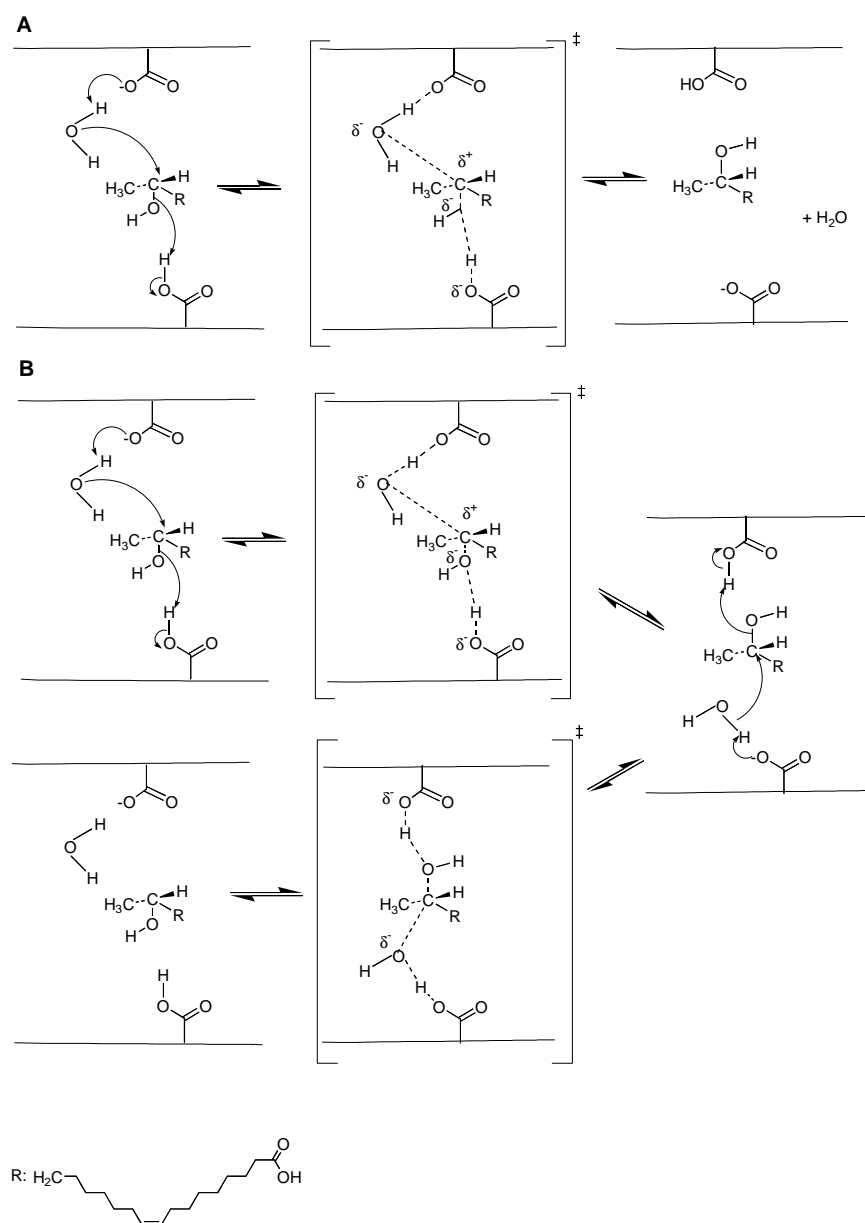 A
‡
-O O
O O
HO O
H
O
H
δ- O
H
H
O H
H3C C H
R
H O
δ+
H3C C H
R
δ-
H
H3C C H
R
+ H2O
H
O O
H
δ- O O
-O O
B
‡
-O O
O O
H
O
H
δ- O
H
H
H3C C H
R
H O
δ+
H3C C H
R
δ-
H O
H
O O
H
δ- O O
O O
H
O H
H3C C H
R
O
H H
-O O
‡
-O O
H
O
H
H3C C H
R
H O
H
O O
δ- O O
H
O H
H3C C H
R
δ-
H O
H
O O
R: H2C
O
OH